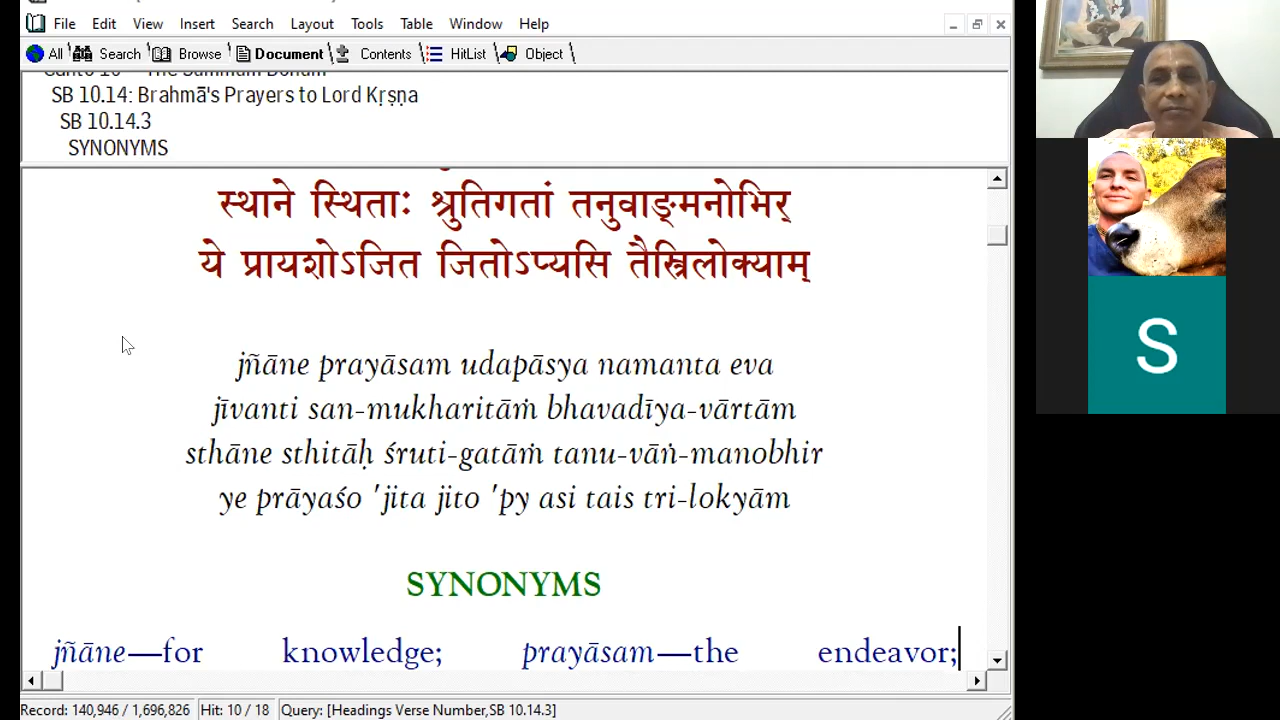 File Edit View Insert Search Layout Tools Table Window Help
All Search Browse Document Contents HitList Object
SB 10.14: Brahmā's Prayers to Lord Kṛṣṇa
SB 10.14.3
SYNONYMS
स्थाने स्थिताः श्रुतिगतां तनुवाङ्मनोभिर्
ये प्रायशोऽजित जितोऽप्यसि तैस्त्रिलोक्याम्
jñāne prayāsam udapāsya namanta eva
jīvanti san-mukharitāṁ bhavadīya-vārtām
sthāne sthitāḥ śruti-gatāṁ tanu-vāṅ-manobhir
ye prāyaśo 'jita jito 'py asi tais tri-lokyām
SYNONYMS
jñāne—for knowledge; prayāsam—the endeavor;
Record: 140,946 / 1,696,826 Hit: 10 / 18 Query: [Headings Verse Number,SB 10.14.3]
S